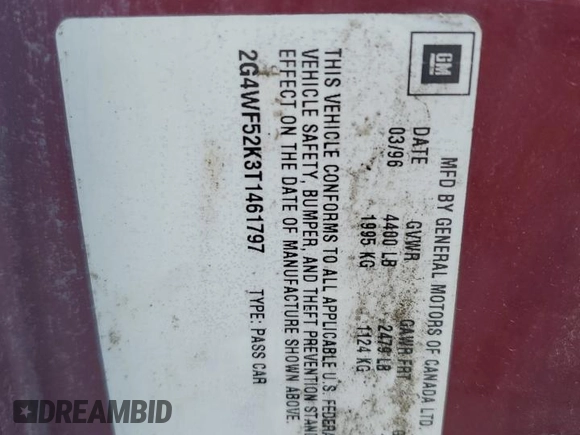 GM
MFD BY GENERAL MOTORS OF CANADA LTD.
DATE GVWR GAWR FRT
03/96 4400 LB 2479 LB
1995 KG 1124 KG
THIS VEHICLE CONFORMS TO ALL APPLICABLE U.S. FEDERA
VEHICLE SAFETY, BUMPER, AND THEFT PREVENTION STAN
EFFECT ON THE DATE OF MANUFACTURE SHOWN ABOVE.
2G4WF52K3T1461797 TYPE: PASS CAR
DREAMBID